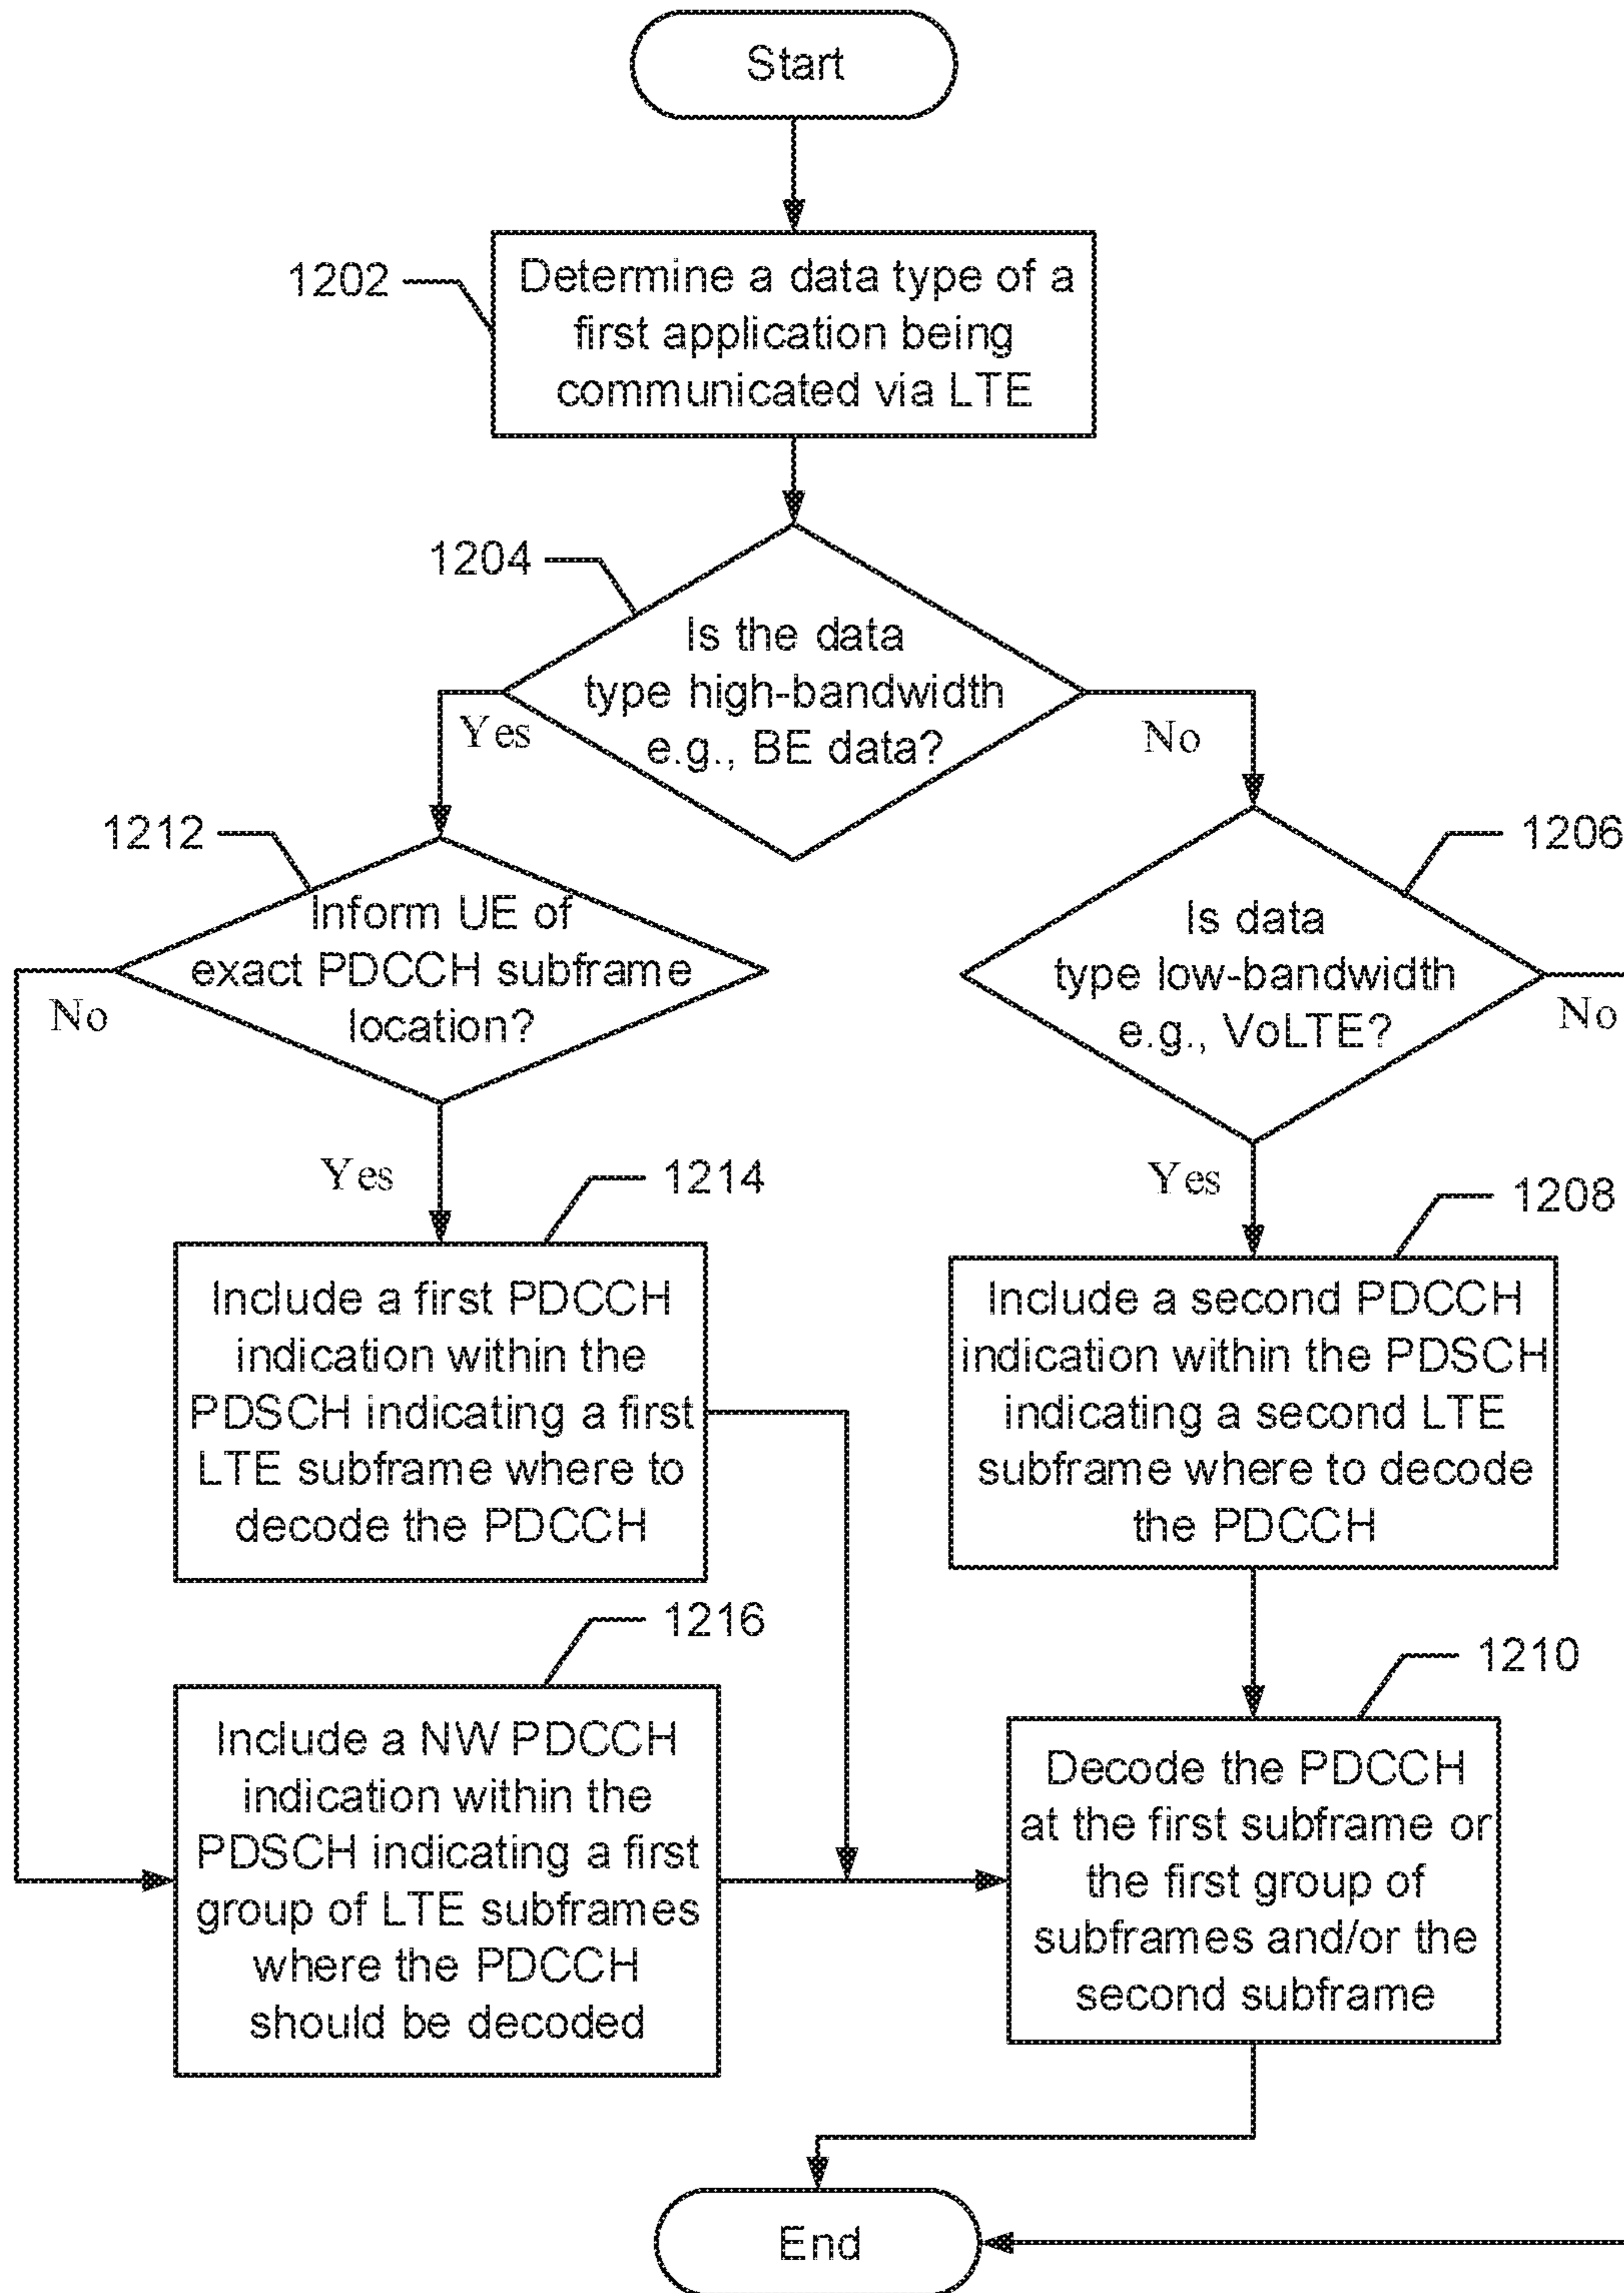 Start
1202
Determine a data type of a
first application being
communicated via LTE
1204
Is the data
type high-bandwidth
e.g., BE data?
Yes
No
1212
Inform UE of
exact PDCCH subframe
location?
No
Yes
1206
Is data
type low-bandwidth
e.g., VoLTE?
No
Yes
1214
Include a first PDCCH
indication within the
PDSCH indicating a first
LTE subframe where to
decode the PDCCH
1208
Include a second PDCCH
indication within the PDSCH
indicating a second LTE
subframe where to decode
the PDCCH
1216
Include a NW PDCCH
indication within the
PDSCH indicating a first
group of LTE subframes
where the PDCCH
should be decoded
1210
Decode the PDCCH
at the first subframe or
the first group of
subframes and/or the
second subframe
End